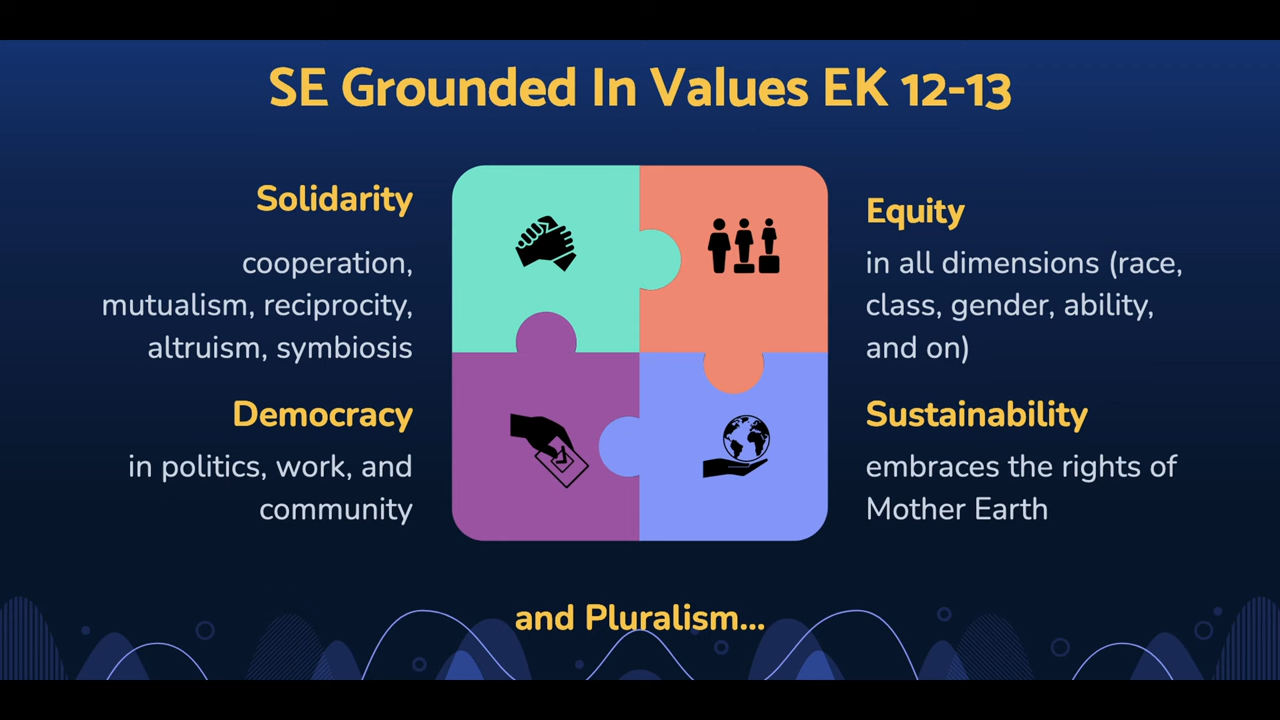 SE Grounded In Values EK 12-13
Solidarity
cooperation,
mutualism, reciprocity,
altruism, symbiosis
Equity
in all dimensions (race,
class, gender, ability,
and on)
Democracy
in politics, work, and
community
Sustainability
embraces the rights of
Mother Earth
and Pluralism...